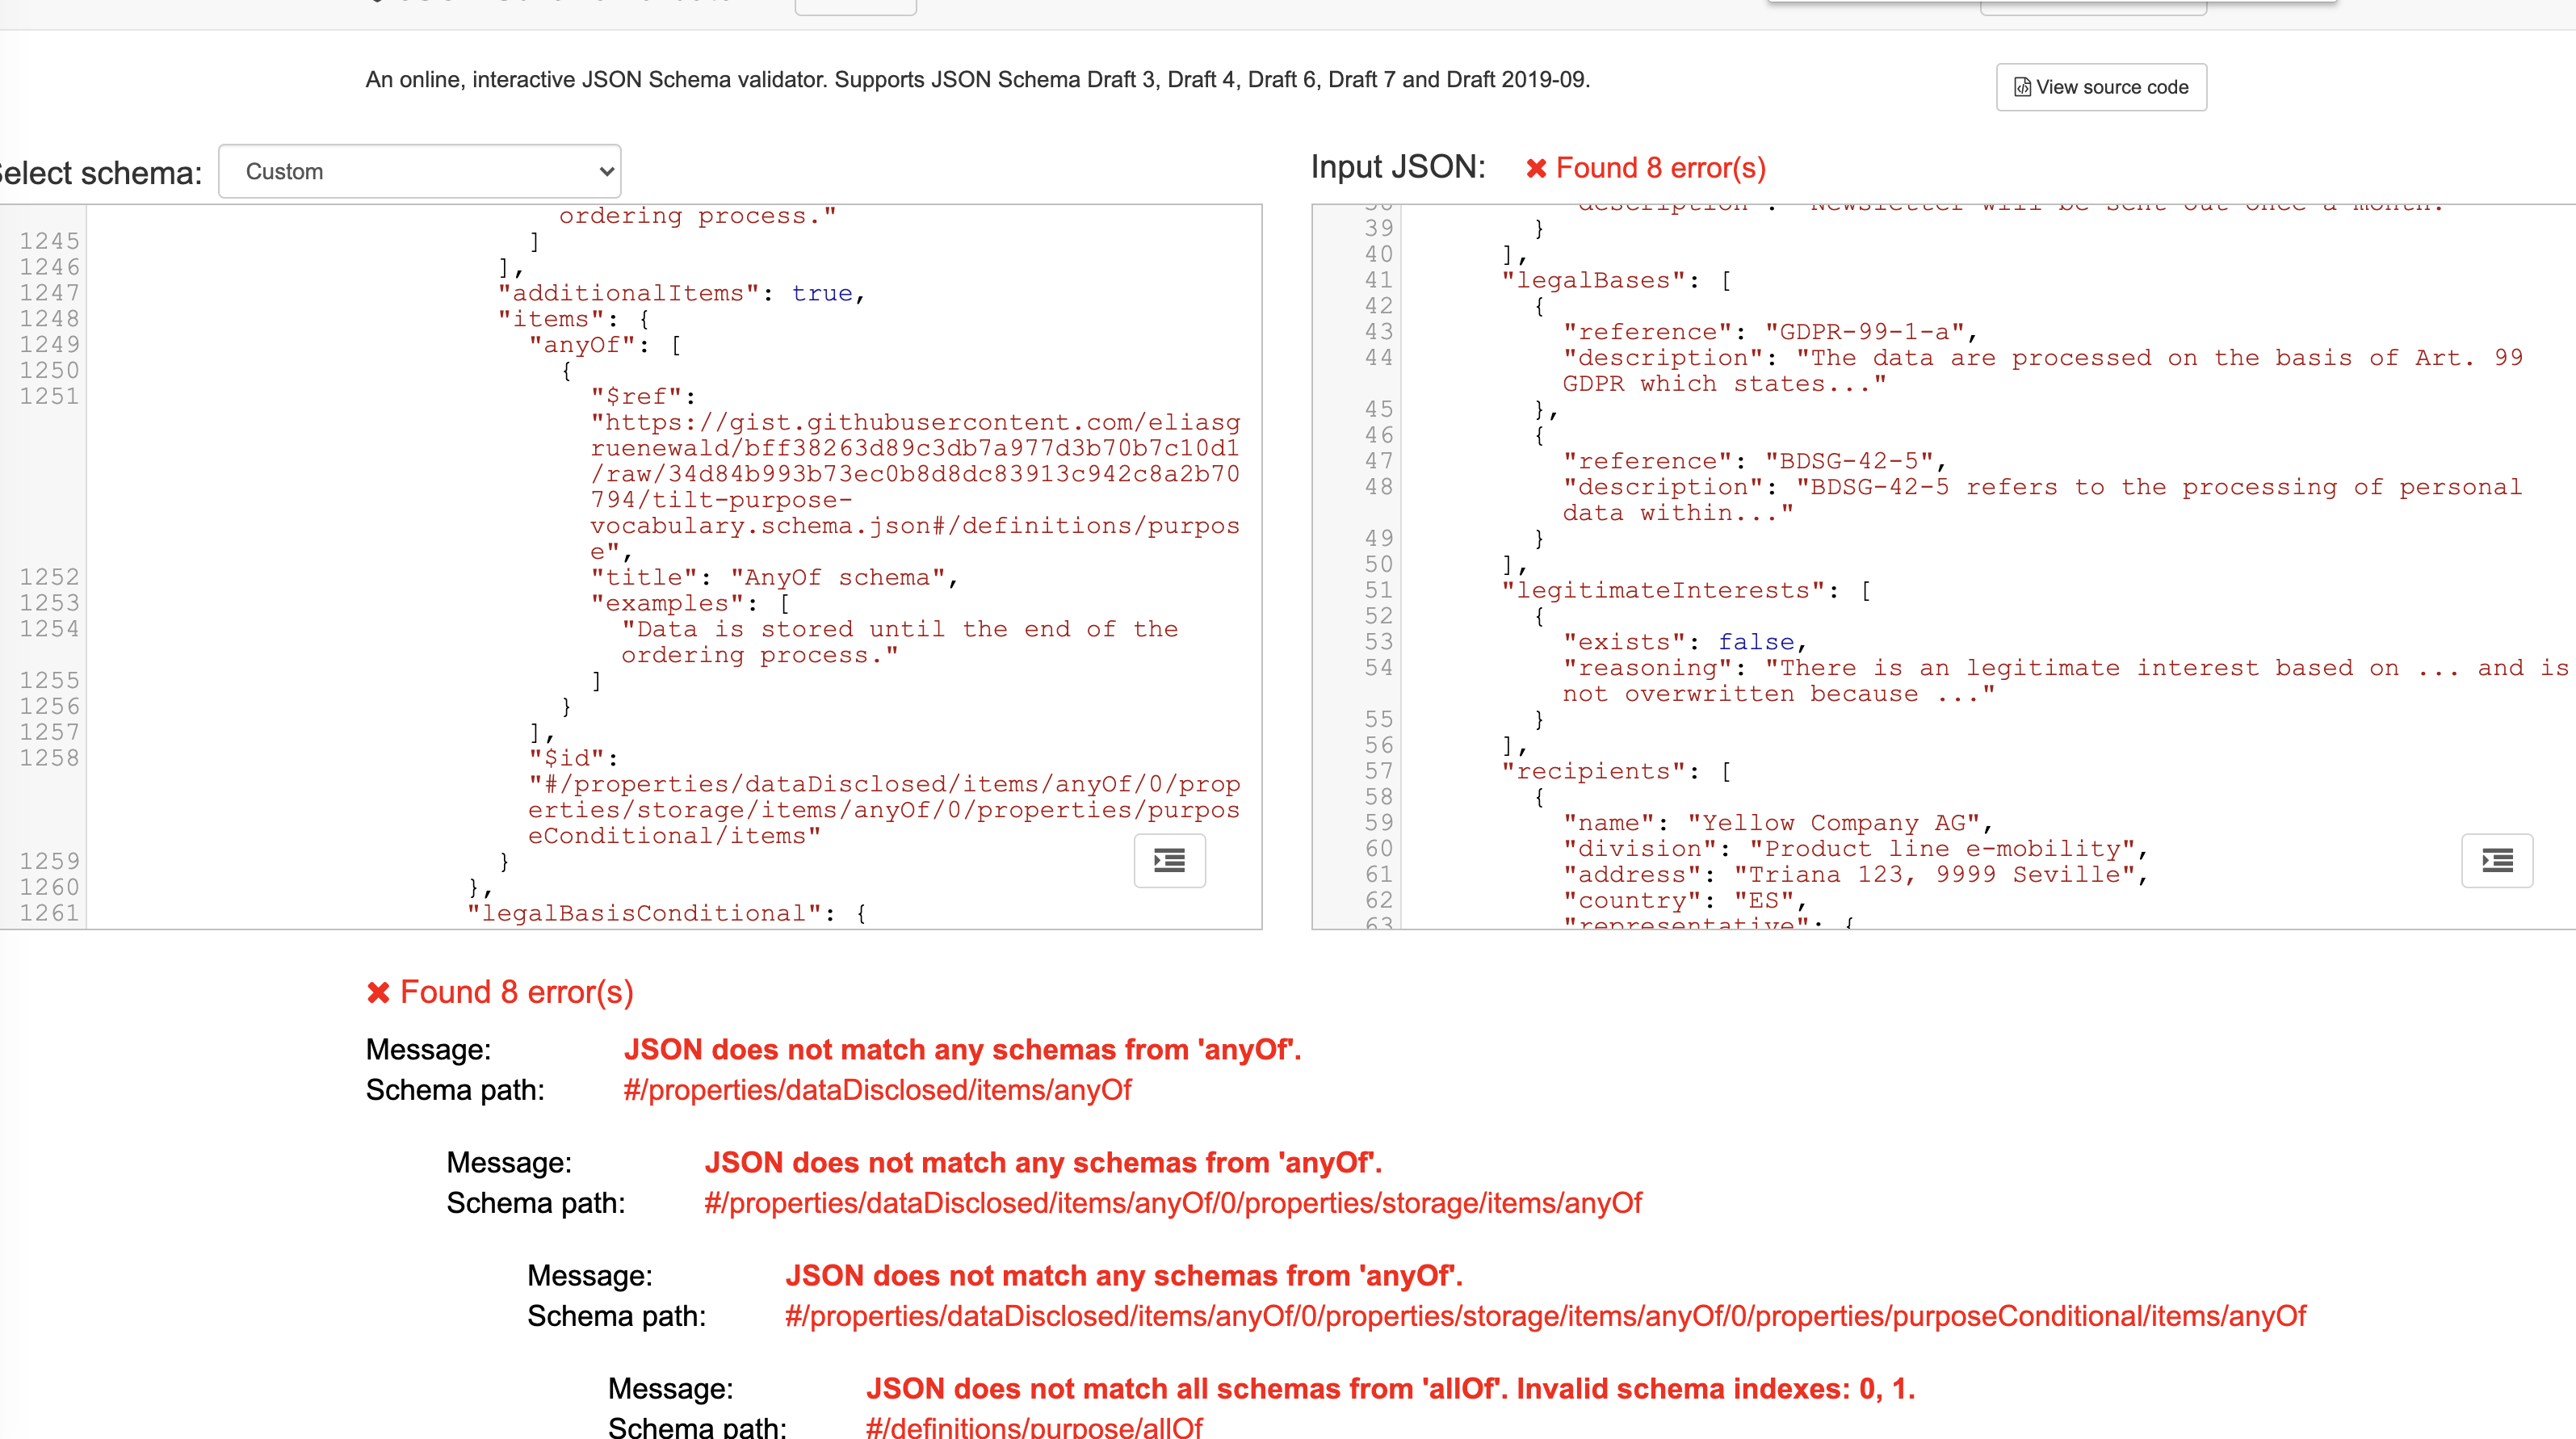 An online, interactive JSON Schema validator. Supports JSON Schema Draft 3, Draft 4, Draft 6, Draft 7 and Draft 2019-09.
View source code
elect schema:
Custom
ordering process."
1245 ]
1246 ],
1247 "additionalItems": true,
1248 "items": {
1249 "anyOf": [
1250 {
1251 "$ref":
"https://gist.githubusercontent.com/eliasg
ruenewald/bff38263d89c3db7a977d3b70b7c10d1
/raw/34d84b993b73ec0b8d8dc83913c942c8a2b70
794/tilt-purpose-
vocabulary.schema.json#/definitions/purpos
e",
1252 "title": "AnyOf schema",
1253 "examples": [
1254 "Data is stored until the end of the
ordering process."
1255 ]
1256 }
1257 ],
1258 "$id":
"#/properties/dataDisclosed/items/anyOf/0/prop
erties/storage/items/anyOf/0/properties/purpos
eConditional/items"
1259 }
1260 },
1261 "legalBasisConditional": {
Input JSON:
Found 8 error(s)
39 }
40 ],
41 "legalBases": [
42 {
43 "reference": "GDPR-99-1-a",
44 "description": "The data are processed on the basis of Art. 99
GDPR which states..."
45 },
46 {
47 "reference": "BDSG-42-5",
48 "description": "BDSG-42-5 refers to the processing of personal
data within..."
49 }
50 ],
51 "legitimateInterests": [
52 {
53 "exists": false,
54 "reasoning": "There is an legitimate interest based on ... and is
not overwritten because ..."
55 }
56 ],
57 "recipients": [
58 {
59 "name": "Yellow Company AG",
60 "division": "Product line e-mobility",
61 "address": "Triana 123, 9999 Seville",
62 "country": "ES",
63 "representative": {
Found 8 error(s)
Message: JSON does not match any schemas from 'anyOf'.
Schema path: #/properties/dataDisclosed/items/anyOf
Message: JSON does not match any schemas from 'anyOf'.
Schema path: #/properties/dataDisclosed/items/anyOf/0/properties/storage/items/anyOf
Message: JSON does not match any schemas from 'anyOf'.
Schema path: #/properties/dataDisclosed/items/anyOf/0/properties/storage/items/anyOf/0/properties/purposeConditional/items/anyOf
Message: JSON does not match all schemas from 'allOf'. Invalid schema indexes: 0, 1.
Schema path: #/definitions/purpose/allOf